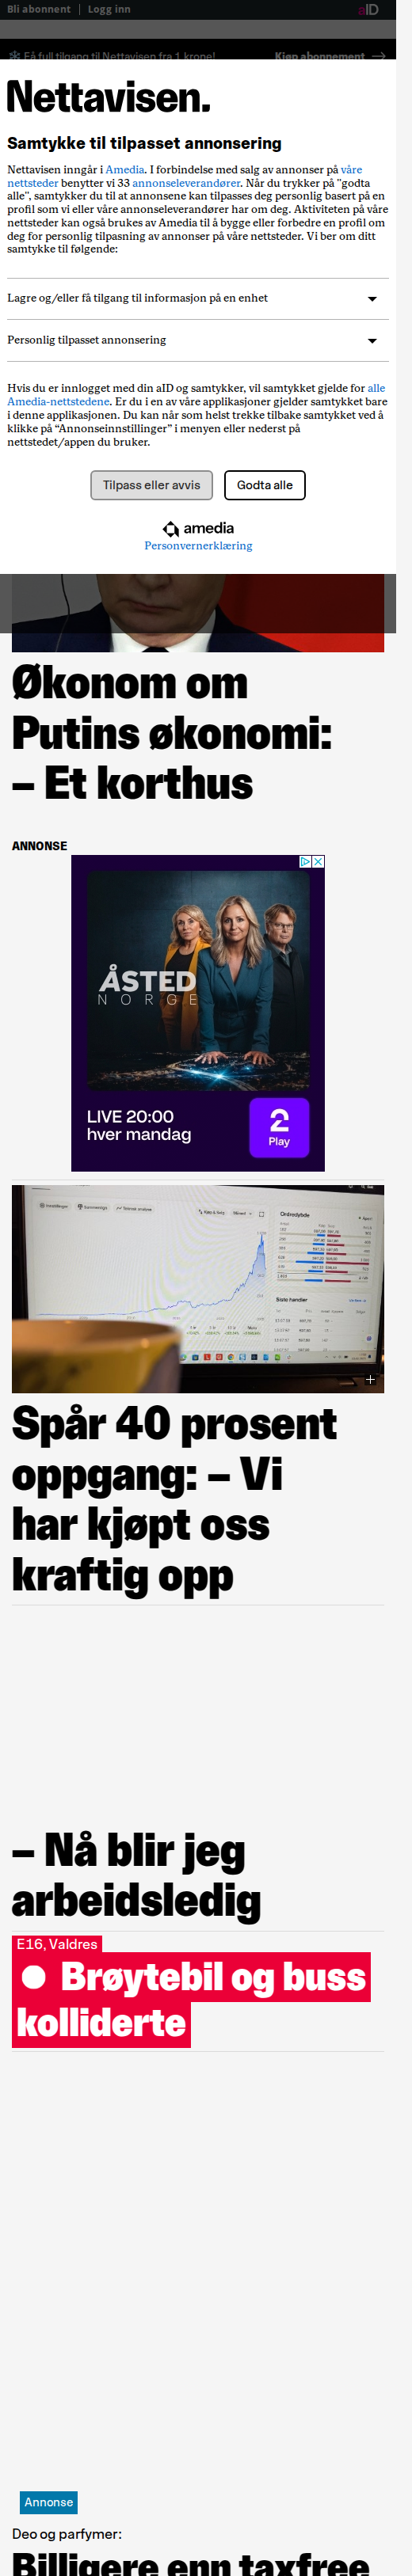 Bli abonnent | Logg inn aID
Få full tilgang til Nettavisen fra 1 krone! Kjøp abonnement →
Nettavisen.
Samtykke til tilpasset annonsering
Nettavisen inngår i Amedia. I forbindelse med salg av annonser på våre
nettsteder benytter vi 33 annonseleverandører. Når du trykker på "godta
alle", samtykker du til at annonsene kan tilpasses deg personlig basert på en
profil som vi eller våre annonseleverandører har om deg. Aktiviteten på våre
nettsteder kan også brukes av Amedia til å bygge eller forbedre en profil om
deg for personlig tilpasning av annonser på våre nettsteder. Vi ber om ditt
samtykke til følgende:
Lagre og/eller få tilgang til informasjon på en enhet
Personlig tilpasset annonsering
Hvis du er innlogget med din aID og samtykker, vil samtykket gjelde for alle
Amedia-nettstedene. Er du i en av våre applikasjoner gjelder samtykket bare
i denne applikasjonen. Du kan når som helst trekke tilbake samtykket ved å
klikke på “Annonseinnstillinger” i menyen eller nederst på
nettstedet/appen du bruker.
Tilpass eller avvis Godta alle
amedia
Personvernerklæring
Økonom om
Putins økonomi:
– Et korthus
ANNONSE
ÅSTED
NORGE
LIVE 20:00
hver mandag
2
Play
Ordredybde
Siste handler
Spår 40 prosent
oppgang: – Vi
har kjøpt oss
kraftig opp
– Nå blir jeg
arbeidsledig
E16, Valdres
Brøytebil og buss
kolliderte
Annonse
Deo og parfymer:
Billigere enn taxfree